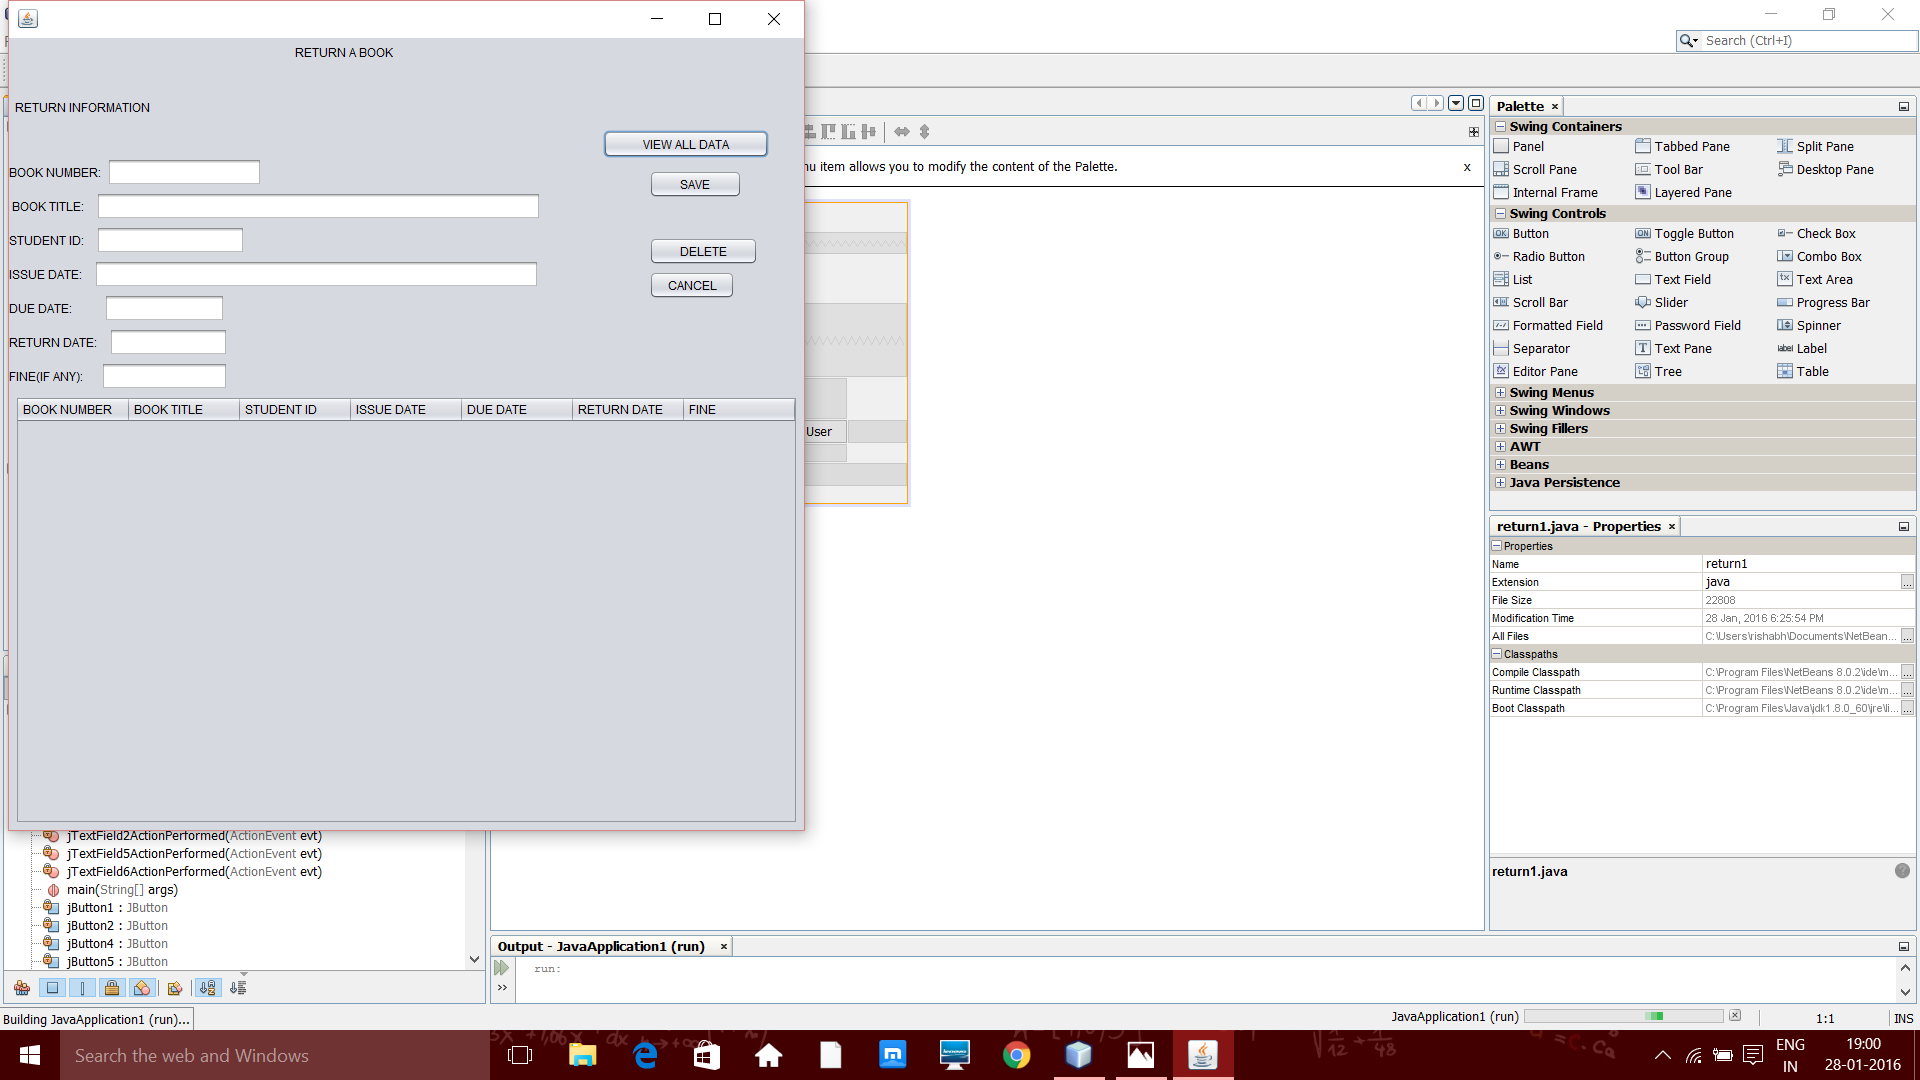 RETURN A BOOK
RETURN INFORMATION
VIEW ALL DATA
BOOK NUMBER:
SAVE
BOOK TITLE:
STUDENT ID:
DELETE
ISSUE DATE:
CANCEL
DUE DATE:
RETURN DATE:
FINE(IF ANY):
BOOK NUMBER BOOK TITLE STUDENT ID ISSUE DATE DUE DATE RETURN DATE FINE
jTextField2ActionPerformed(ActionEvent evt)
jTextField5ActionPerformed(ActionEvent evt)
jTextField6ActionPerformed(ActionEvent evt)
main(String[] args)
jButton1 : JButton
jButton2 : JButton
jButton4 : JButton
jButton5 : JButton
item allows you to modify the content of the Palette. x
User
Search (Ctrl+I)
Palette ×
Swing Containers
Panel Tabbed Pane Split Pane
Scroll Pane Tool Bar Desktop Pane
Internal Frame Layered Pane
Swing Controls
Button Toggle Button Check Box
Radio Button Button Group Combo Box
List Text Field Text Area
Scroll Bar Slider Progress Bar
Formatted Field Password Field Spinner
Separator Text Pane Label
Editor Pane Tree Table
Swing Menus
Swing Windows
Swing Fillers
AWT
Beans
Java Persistence
return1.java - Properties ×
Properties
Name return1
Extension java ...
File Size 22808
Modification Time 28 Jan, 2016 6:25:54 PM
All Files C:\Users\rishabh\Documents\NetBean... ...
Classpaths
Compile Classpath C:\Program Files\NetBeans 8.0.2\ide\m... ...
Runtime Classpath C:\Program Files\NetBeans 8.0.2\ide\m... ...
Boot Classpath C:\Program Files\Java\jdk1.8.0_60\jre\li... ...
return1.java
Output - JavaApplication1 (run) ×
run:
Building JavaApplication1 (run)...
JavaApplication1 (run) 1:1 INS
Search the web and Windows
ENG
IN
19:00
28-01-2016